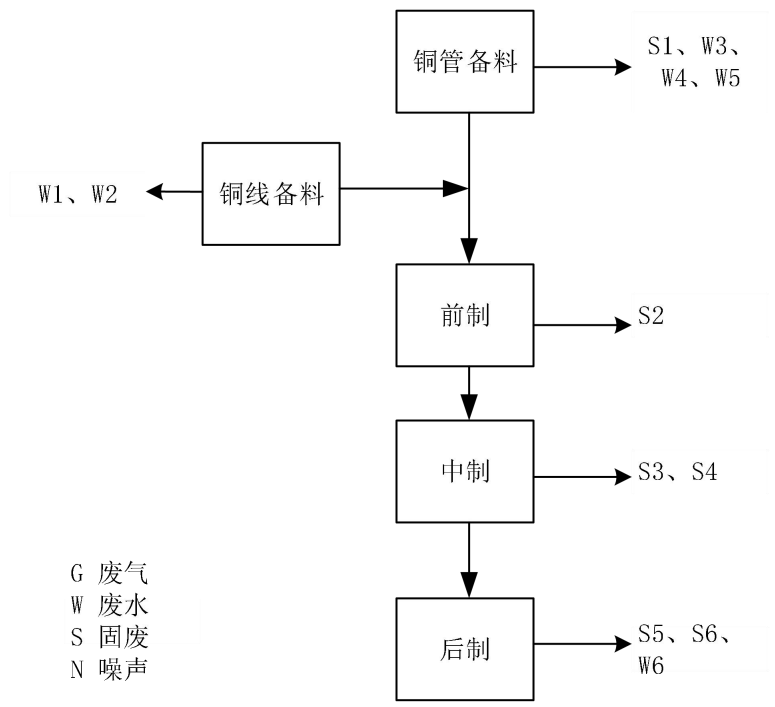 铜管备料
S1、W3、
W4、W5
铜线备料
W1、W2
前制
S2
中制
S3、S4
后制
S5、S6、
W6
G 废气
W 废水
S 固废
N 噪声